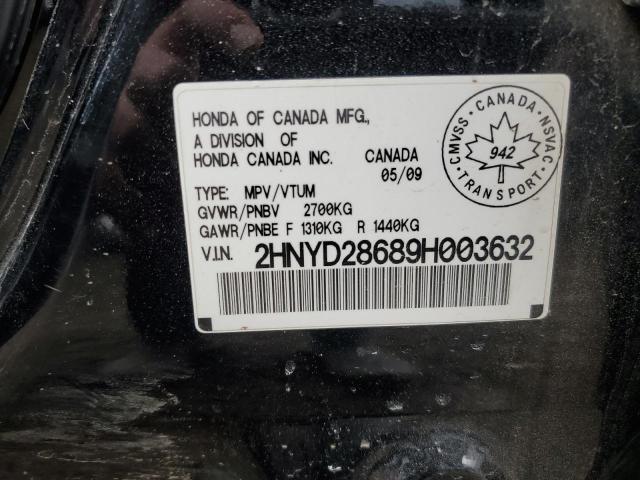 HONDA OF CANADA MFG.,
A DIVISION OF
HONDA CANADA INC. CANADA
05/09
TYPE: MPV/VTUM
GVWR/PNBV 2700KG
GAWR/PNBE F 1310KG R 1440KG
V.I.N. 2HNYD28689H003632
CANADA
CMVSS NSVAC
942
TRANSPORT